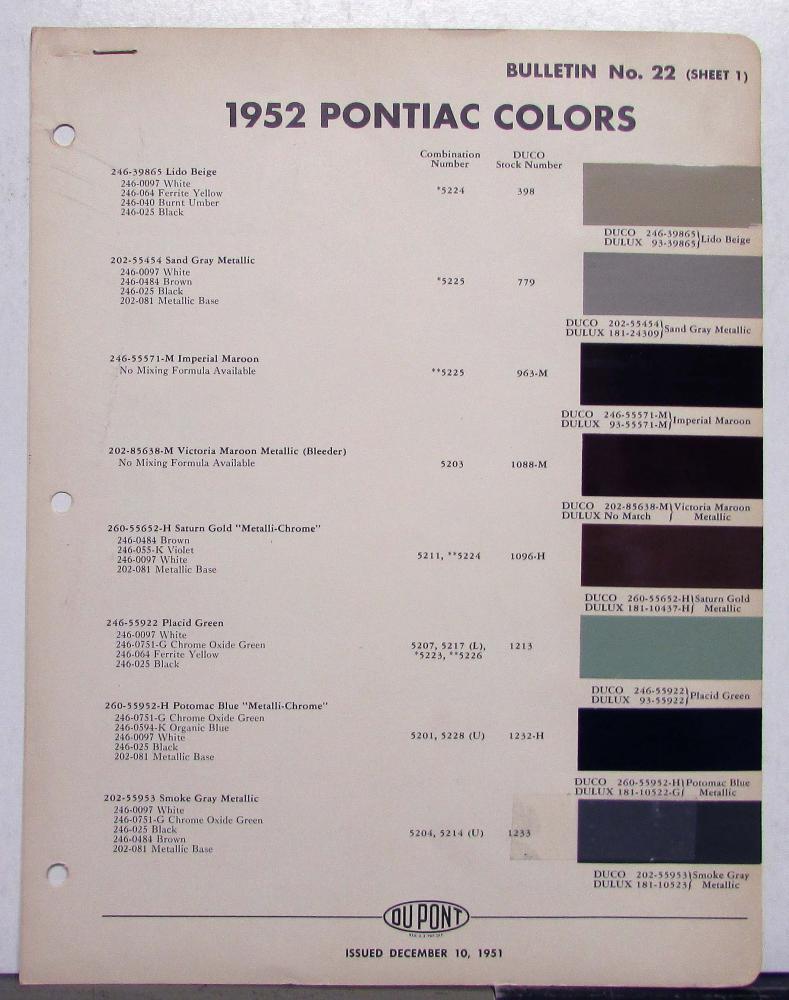 BULLETIN No. 22 (SHEET 1)
1952 PONTIAC COLORS
Combination Number
DUCO Stock Number
246-39865 Lido Beige
246-0097 White
246-064 Ferrite Yellow
246-040 Burnt Umber
246-025 Black
*5224
398
DUCO 246-39865}
DULUX 93-39865} Lido Beige
202-55454 Sand Gray Metallic
246-0097 White
246-0484 Brown
246-025 Black
202-081 Metallic Base
*5225
779
DUCO 202-55454}
DULUX 181-24309} Sand Gray Metallic
246-55571-M Imperial Maroon
No Mixing Formula Available
**5225
963-M
DUCO 246-55571-M}
DULUX 93-55571-M} Imperial Maroon
202-85638-M Victoria Maroon Metallic (Bleeder)
No Mixing Formula Available
5203
1088-M
DUCO 202-85638-M} Victoria Maroon
DULUX No Match } Metallic
260-55652-H Saturn Gold "Metalli-Chrome"
246-0484 Brown
246-055-K Violet
246-0097 White
202-081 Metallic Base
5211, **5224
1096-H
DUCO 260-55652-H} Saturn Gold
DULUX 181-10437-H} Metallic
246-55922 Placid Green
246-0097 White
246-0751-G Chrome Oxide Green
246-064 Ferrite Yellow
246-025 Black
5207, 5217 (L),
*5223, **5226
1213
DUCO 246-55922}
DULUX 93-55922} Placid Green
260-55952-H Potomac Blue "Metalli-Chrome"
246-0751-G Chrome Oxide Green
246-0594-K Organic Blue
246-0097 White
246-025 Black
202-081 Metallic Base
5201, 5228 (U)
1232-H
DUCO 260-55952-H} Potomac Blue
DULUX 181-10522-G} Metallic
202-55953 Smoke Gray Metallic
246-0097 White
246-0751-G Chrome Oxide Green
246-025 Black
246-0484 Brown
202-081 Metallic Base
5204, 5214 (U)
1233
DUCO 202-55953} Smoke Gray
DULUX 181-10523} Metallic
DU PONT
ISSUED DECEMBER 10, 1951